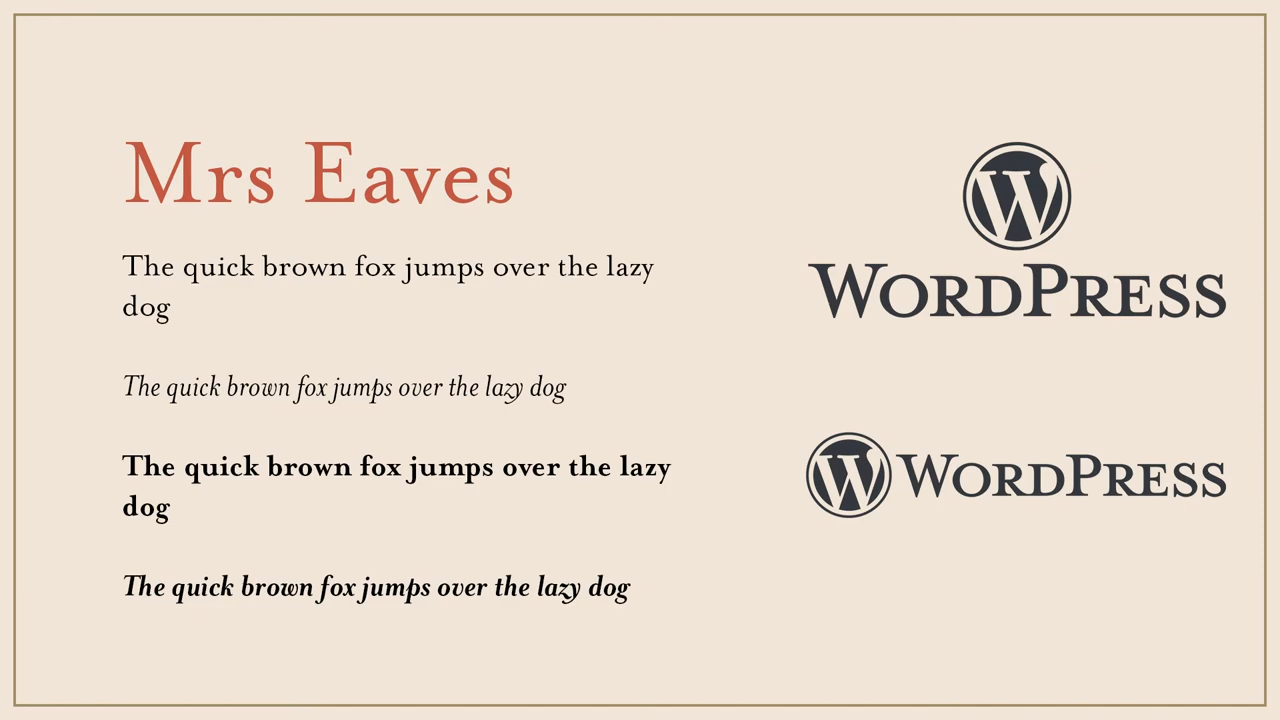 Mrs Eaves
The quick brown fox jumps over the lazy
dog
The quick brown fox jumps over the lazy dog
The quick brown fox jumps over the lazy
dog
The quick brown fox jumps over the lazy dog
W
WORDPRESS
W WORDPRESS